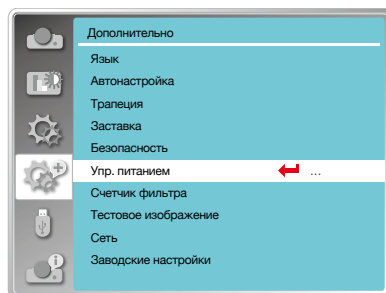 Дополнительно
Язык
Автонастройка
Трапеция
Заставка
Безопасность
Упр. питанием ...
Счетчик фильтра
Тестовое изображение
Сеть
Заводские настройки